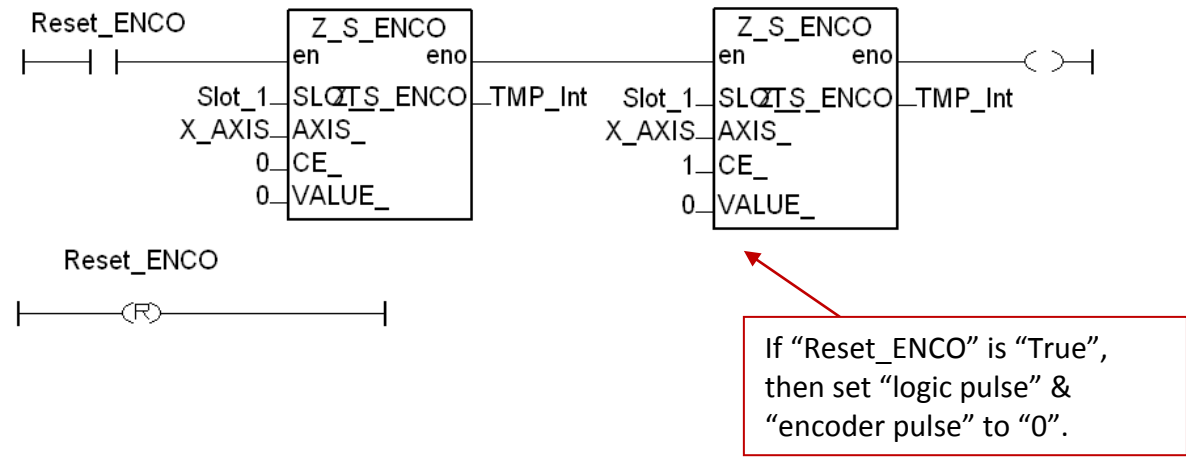 Reset_ENCO
Z_S_ENCO
Z_S_ENCO
en eno
en eno
Slot_1 SLOT_ Z_S_ENCO TMP_Int
Slot_1 SLOT_ Z_S_ENCO TMP_Int
X_AXIS AXIS_
X_AXIS AXIS_
0 CE_
1 CE_
0 VALUE_
0 VALUE_
Reset_ENCO
R
If “Reset_ENCO” is “True”,
then set “logic pulse” &
“encoder pulse” to “0”.